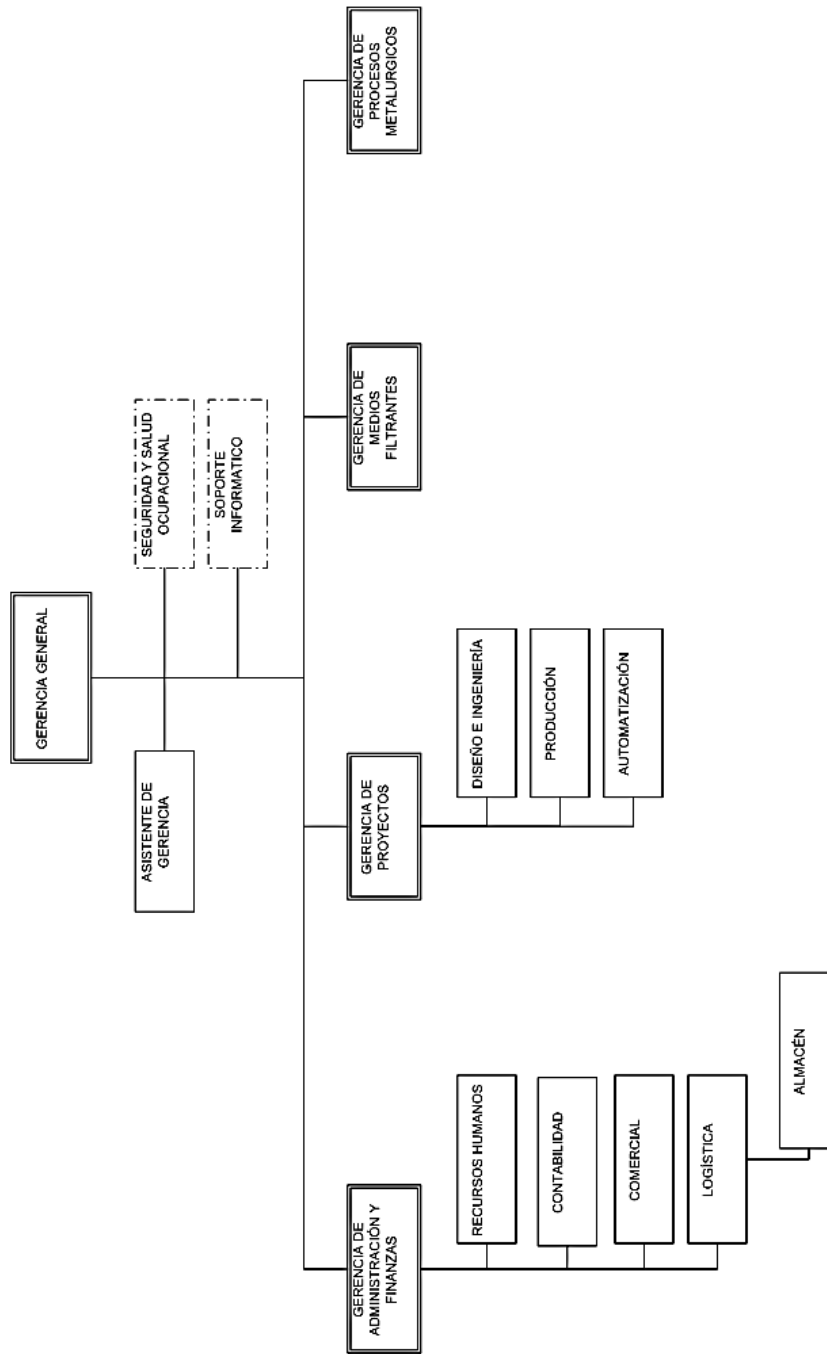 GERENCIA GENERAL
ASISTENTE DE
GERENCIA
SEGURIDAD Y SALUD
OCUPACIONAL
SOPORTE
INFORMATICO
GERENCIA DE
ADMINISTRACIÓN Y
FINANZAS
GERENCIA DE
PROYECTOS
GERENCIA DE
MEDIOS
FILTRANTES
GERENCIA DE
PROCESOS
METALURGICOS
RECURSOS HUMANOS
CONTABILIDAD
COMERCIAL
LOGÍSTICA
ALMACÉN
DISEÑO E INGENIERÍA
PRODUCCIÓN
AUTOMATIZACIÓN